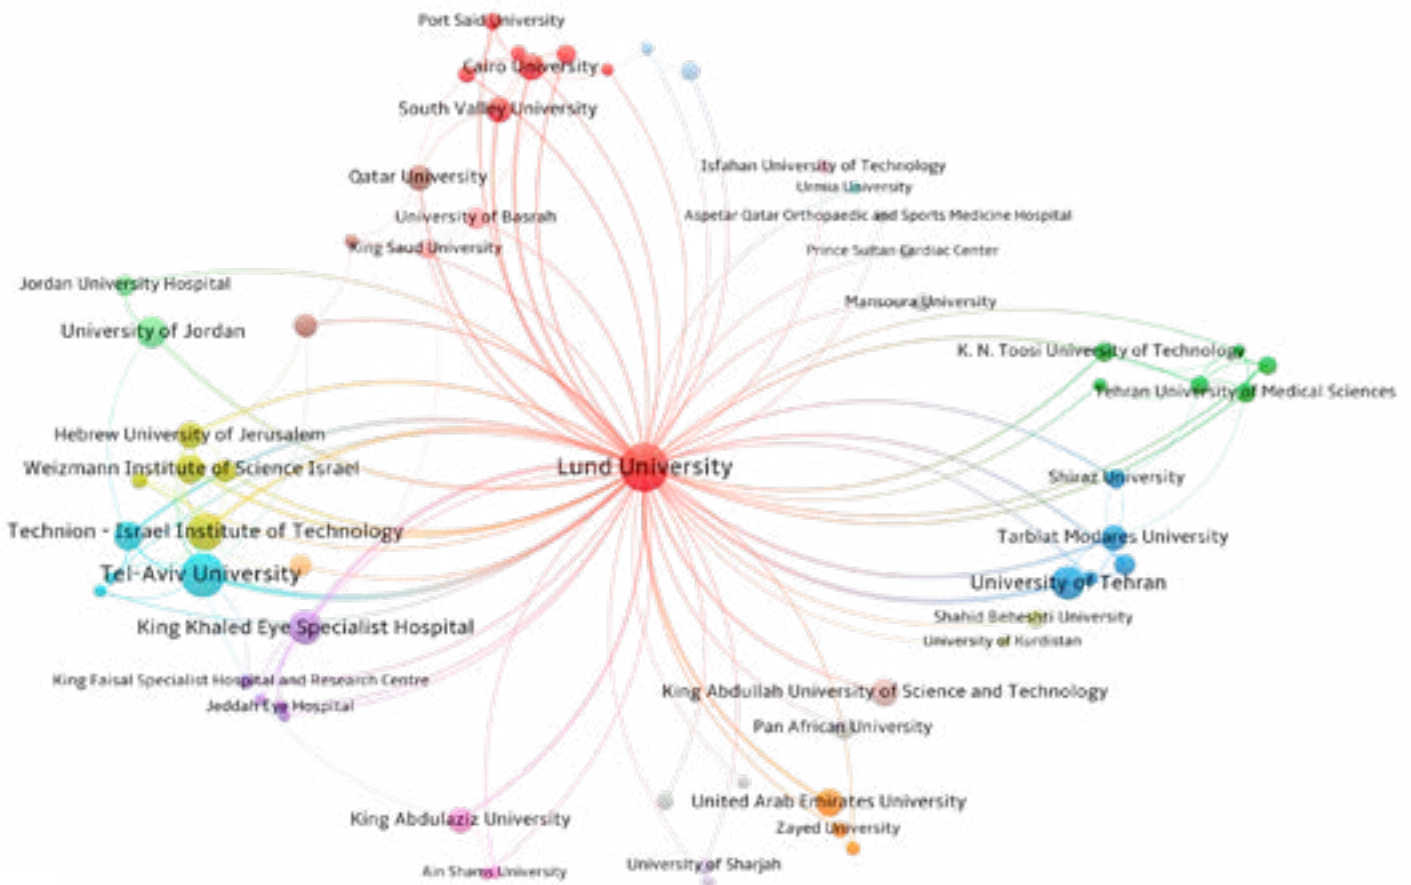 Port Said University
Cairo University
South Valley University
Isfahan University of Technology
Qatar University
Urmia University
University of Basrah
Aspetar Qatar Orthopaedic and Sports Medicine Hospital
King Saud University
Prince Sultan Cardiac Center
Jordan University Hospital
Mansoura University
University of Jordan
K. N. Toosi University of Technology
Tehran University of Medical Sciences
Hebrew University of Jerusalem
Weizmann Institute of Science Israel
Lund University
Shiraz University
Technion - Israel Institute of Technology
Tarbiat Modares University
Tel-Aviv University
University of Tehran
Shahid Beheshti University
King Khaled Eye Specialist Hospital
University of Kurdistan
King Faisal Specialist Hospital and Research Centre
King Abdullah University of Science and Technology
Jeddah Eye Hospital
Pan African University
United Arab Emirates University
King Abdulaziz University
Zayed University
University of Sharjah
Ain Shams University